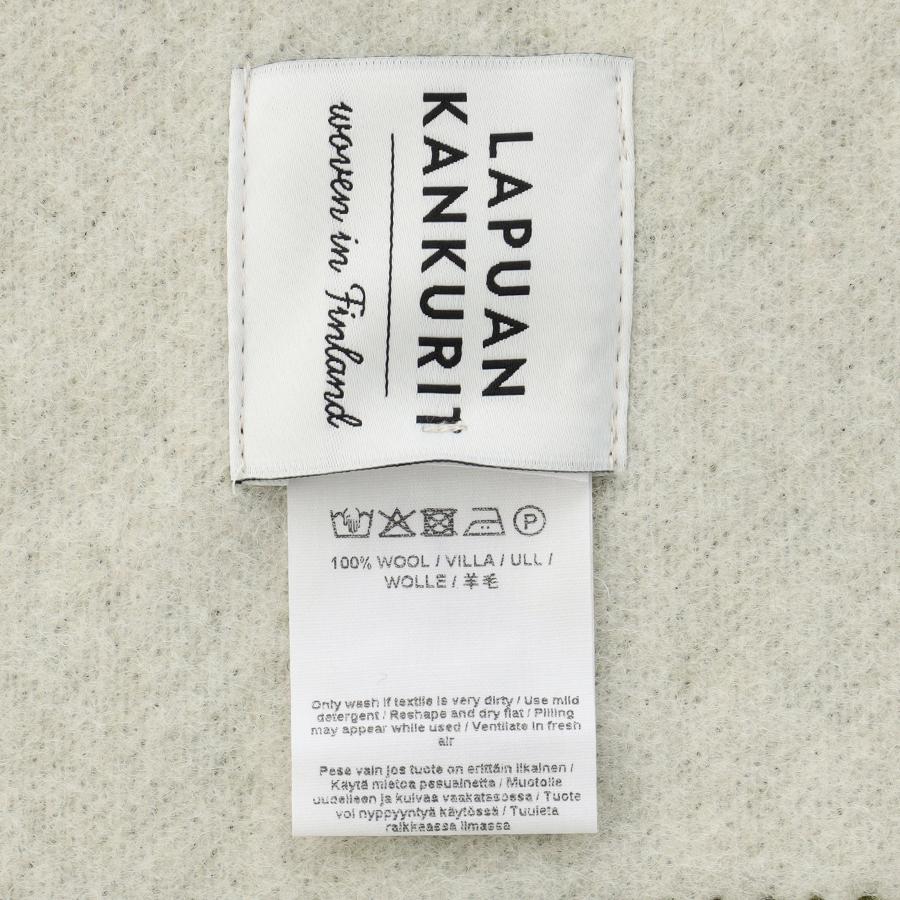 LAPUAN
KANKURIT
woven in Finland
P
100% WOOL / VILLA / ULL /
WOLLE / 羊毛
Only wash if textile is very dirty / Use mild
detergent / Reshape and dry flat / Pilling
may appear while used / Ventilate in fresh
air
Pese vain jos tuote on erittäin likainen /
Käytä mietoa pesuainetta / Muotoile
uudelleen ja kuivaa vaakatasossa / Tuote
voi nyppyyntyä käytössä / Tuuleta
raikkaassa ilmassa